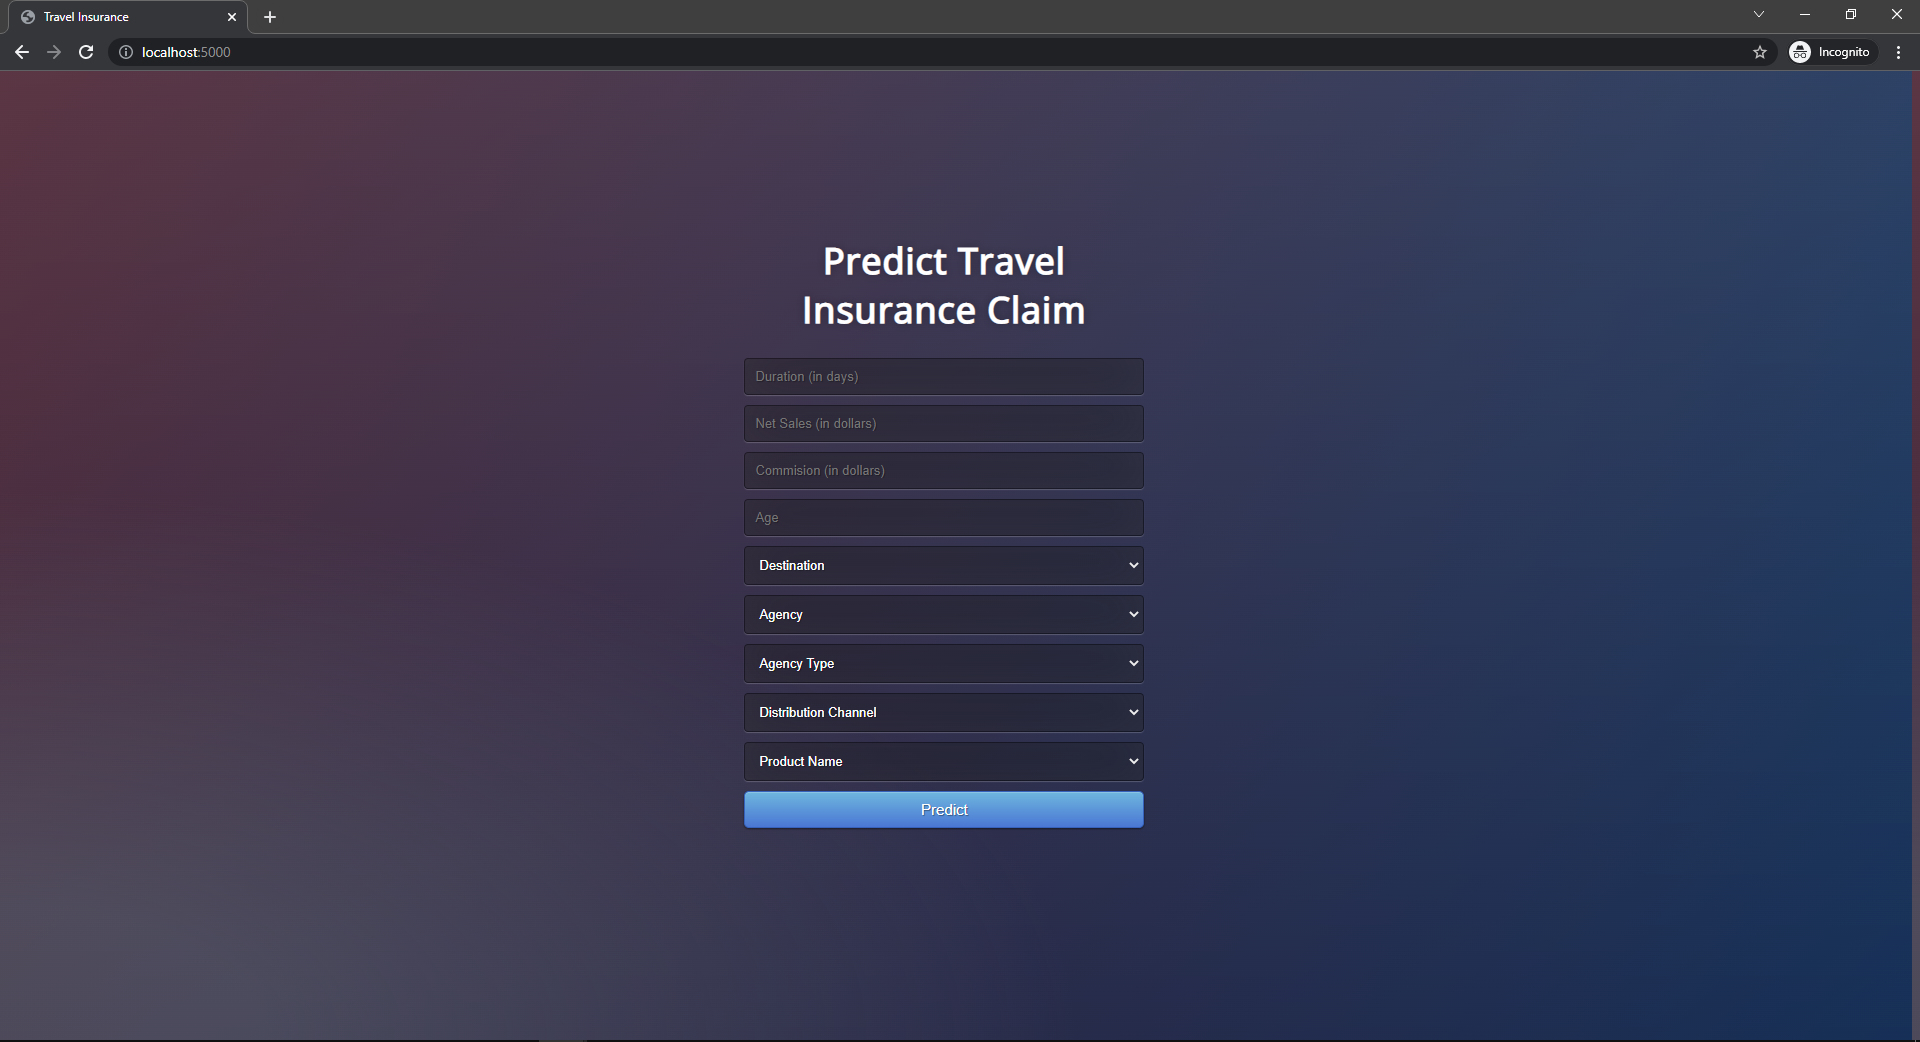 Travel Insurance
localhost:5000
Incognito
Predict Travel
Insurance Claim
Duration (in days)
Net Sales (in dollars)
Commision (in dollars)
Age
Destination
Agency
Agency Type
Distribution Channel
Product Name
Predict